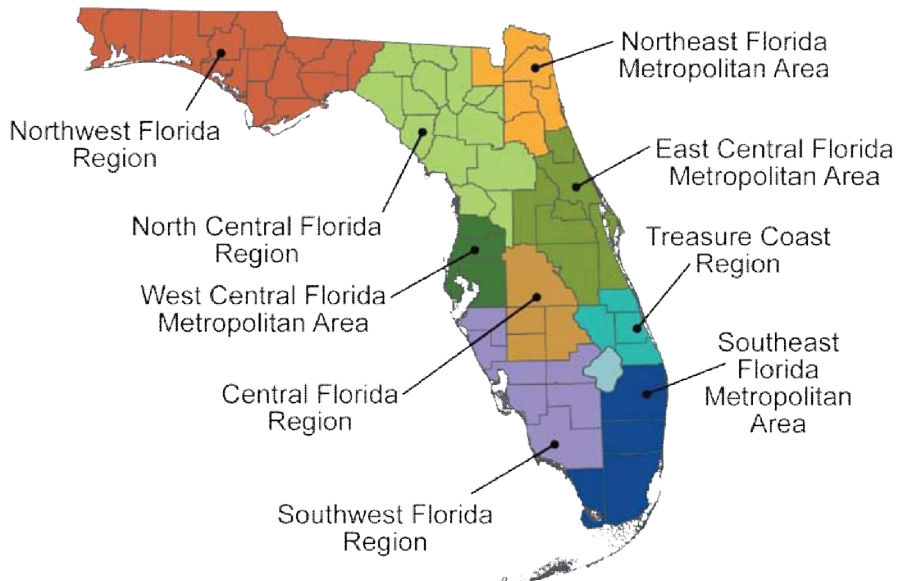 Northeast Florida
Metropolitan Area
Northwest Florida
Region
East Central Florida
Metropolitan Area
North Central Florida
Region
Treasure Coast
Region
West Central Florida
Metropolitan Area
Southeast
Florida
Metropolitan
Area
Central Florida
Region
Southwest Florida
Region